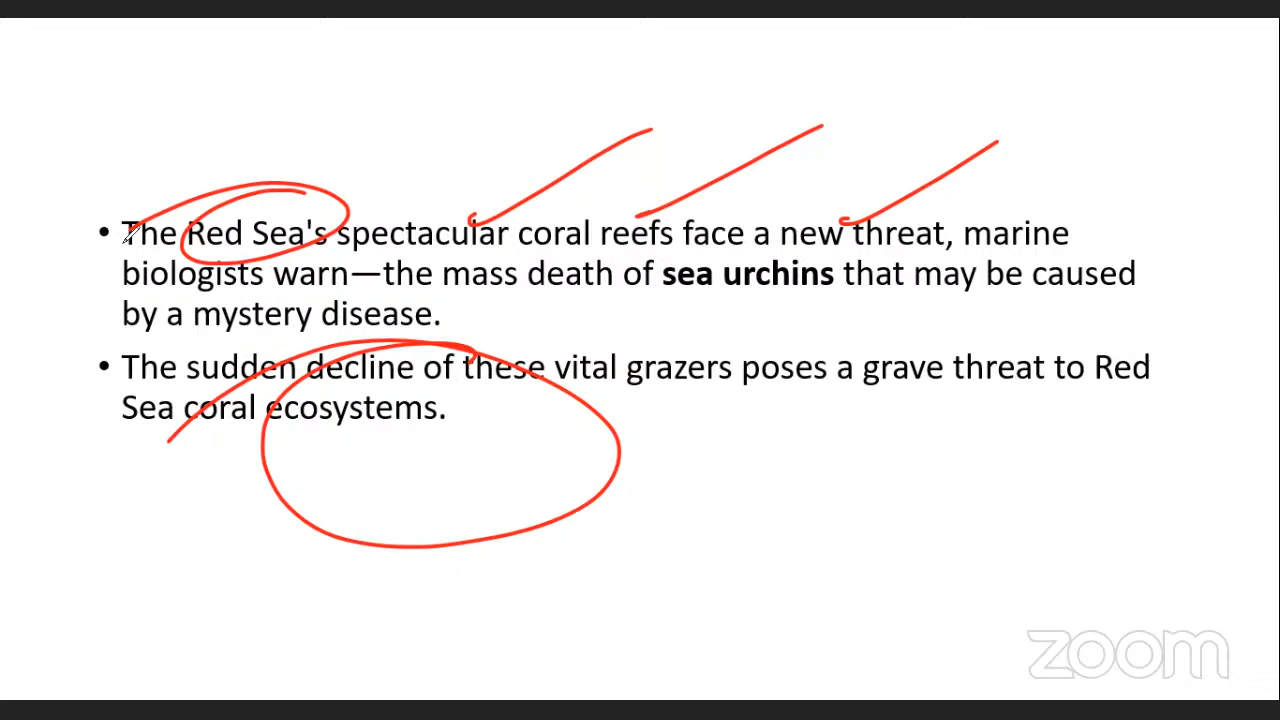 • The Red Sea's spectacular coral reefs face a new threat, marine
biologists warn—the mass death of sea urchins that may be caused
by a mystery disease.
• The sudden decline of these vital grazers poses a grave threat to Red
Sea coral ecosystems.
zoom